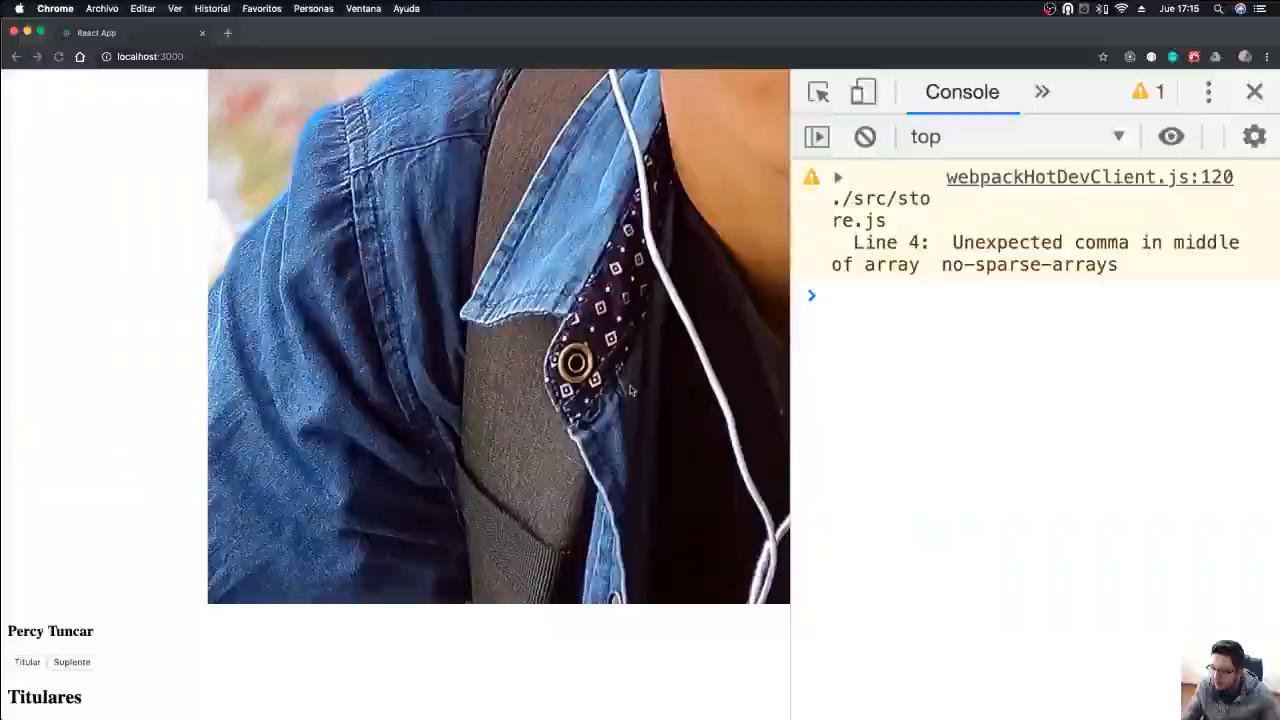 Chrome Archivo Editar Ver Historial Favoritos Personas Ventana Ayuda Jue 17:15
React App
localhost:3000
Console 1
top
webpackHotDevClient.js:120
./src/sto
re.js
Line 4: Unexpected comma in middle
of array no-sparse-arrays
Percy Tuncar
Titular Suplente
Titulares